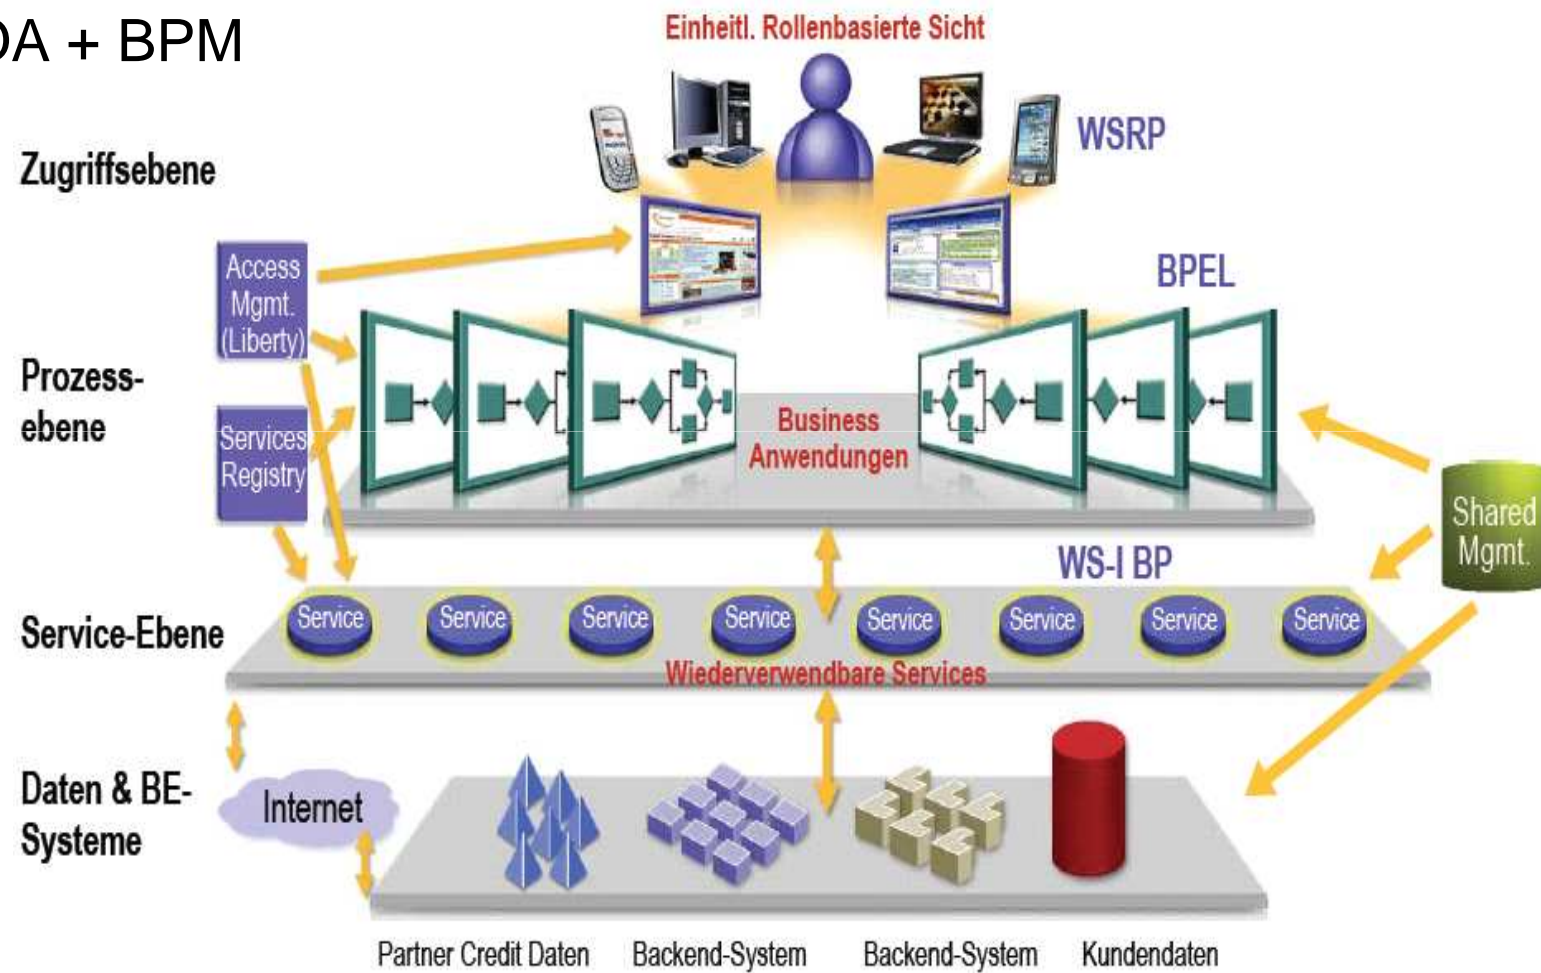 OA + BPM
Einheitl. Rollenbasierte Sicht
WSRP
Zugriffsebene
Access
Mgmt.
(Liberty)
BPEL
Prozess-
ebene
Services
Registry
Business
Anwendungen
Shared
Mgmt.
WS-I BP
Service-Ebene
Service
Service
Service
Service
Service
Service
Service
Service
Wiederverwendbare Services
Daten & BE-
Systeme
Internet
Partner Credit Daten
Backend-System
Backend-System
Kundendaten